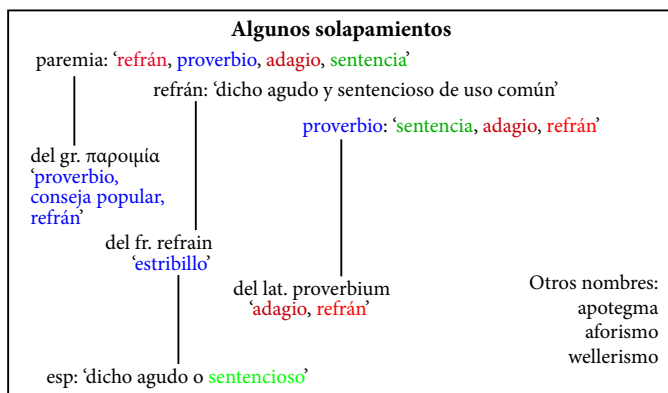 Algunos solapamientos
paremia: ‘refrán, proverbio, adagio, sentencia’
refrán: ‘dicho agudo y sentencioso de uso común’
proverbio: ‘sentencia, adagio, refrán’
del gr. παροιμία
‘proverbio,
conseja popular,
refrán’
del fr. refrain
‘estribillo’
del lat. proverbium
‘adagio, refrán’
Otros nombres:
apotegma
aforismo
wellerismo
esp: ‘dicho agudo o sentencioso’